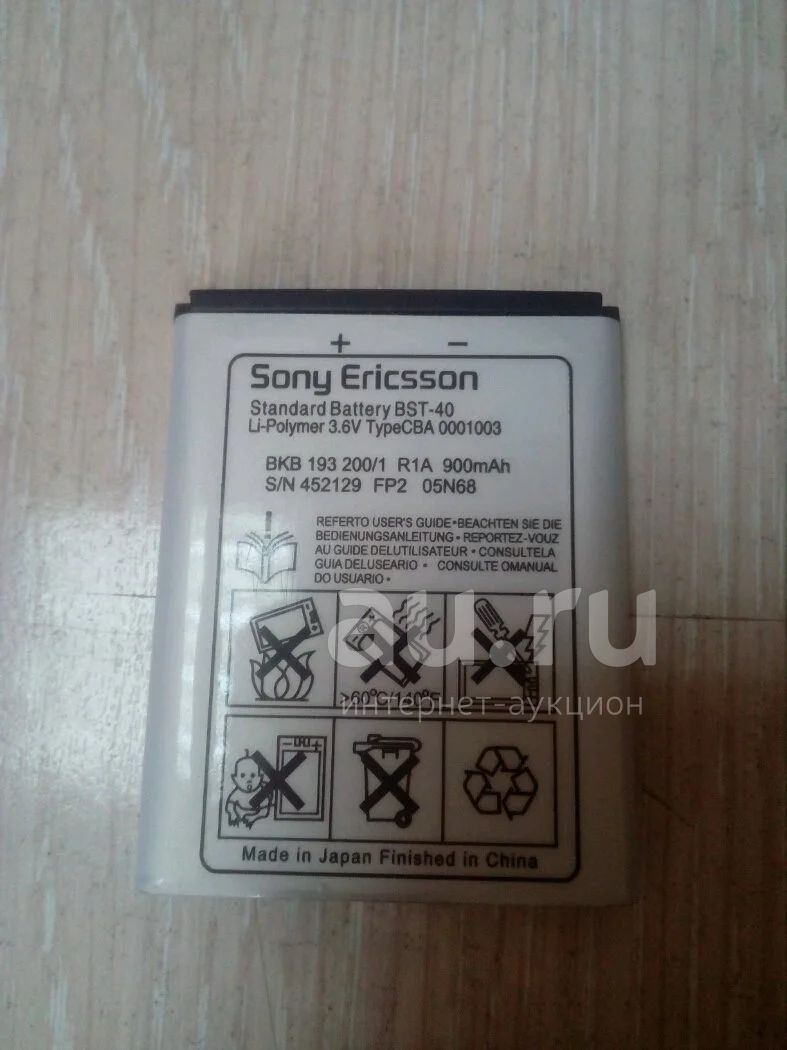 + −
Sony Ericsson
Standard Battery BST-40
Li-Polymer 3.6V TypeCBA 0001003
BKB 193 200/1 R1A 900mAh
S/N 452129 FP2 05N68
REFERTO USER'S GUIDE•BEACHTEN SIE DIE
BEDIENUNGSANLEITUNG • REPORTEZ-VOUZ
AU GUIDE DELUTILISATEUR • CONSULTELA
GUIA DELUSEARIO • CONSULTE OMANUAL
DO USUARIO •
au.ru
>60°C/140°F
интернет-аукцион
− +
Made in Japan Finished in China